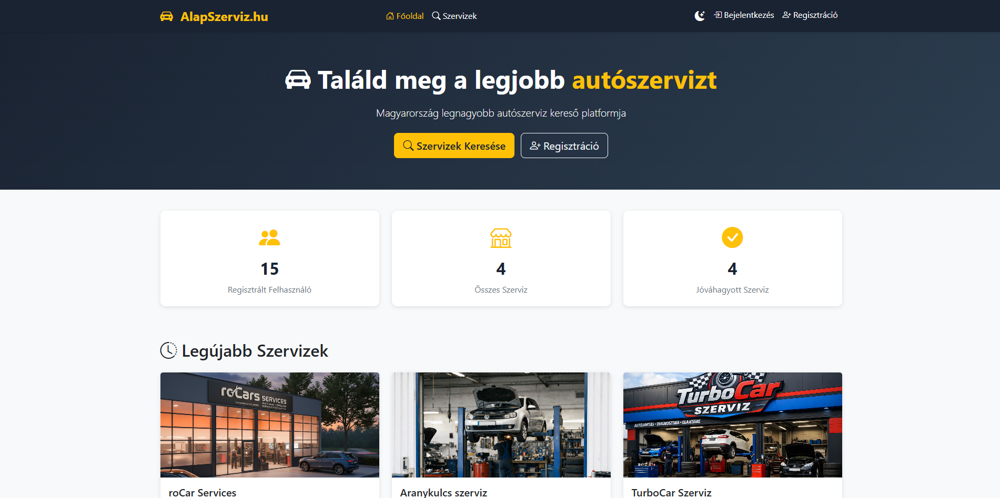 AlapSzerviz.hu
Főoldal
Szervizek
Bejelentkezés
Regisztráció
Találd meg a legjobb autószervizt
Magyarország legnagyobb autószerviz kereső platformja
Szervizek Keresése
Regisztráció
15
Regisztrált Felhasználó
4
Összes Szerviz
4
Jóváhagyott Szerviz
Legújabb Szervizek
roCars SERVICES
TurboCar
SZERVIZ
AUTÓJAVITÁS • DIAGNOSZTIKA • OLAJCSERE
roCar Services
Aranykulcs szerviz
TurboCar Szerviz